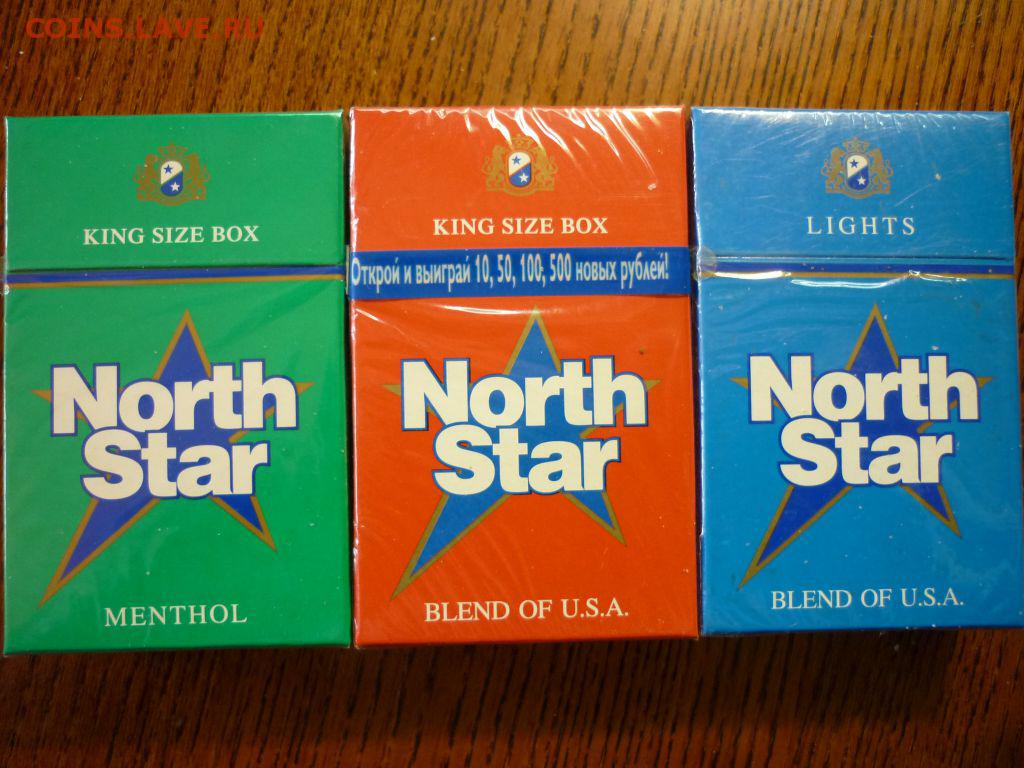 COINS.LAVE.RU
KING SIZE BOX
North
Star
MENTHOL
KING SIZE BOX
Открой и выиграй 10, 50, 100, 500 новых рублей!
North
Star
BLEND OF U.S.A.
LIGHTS
North
Star
BLEND OF U.S.A.